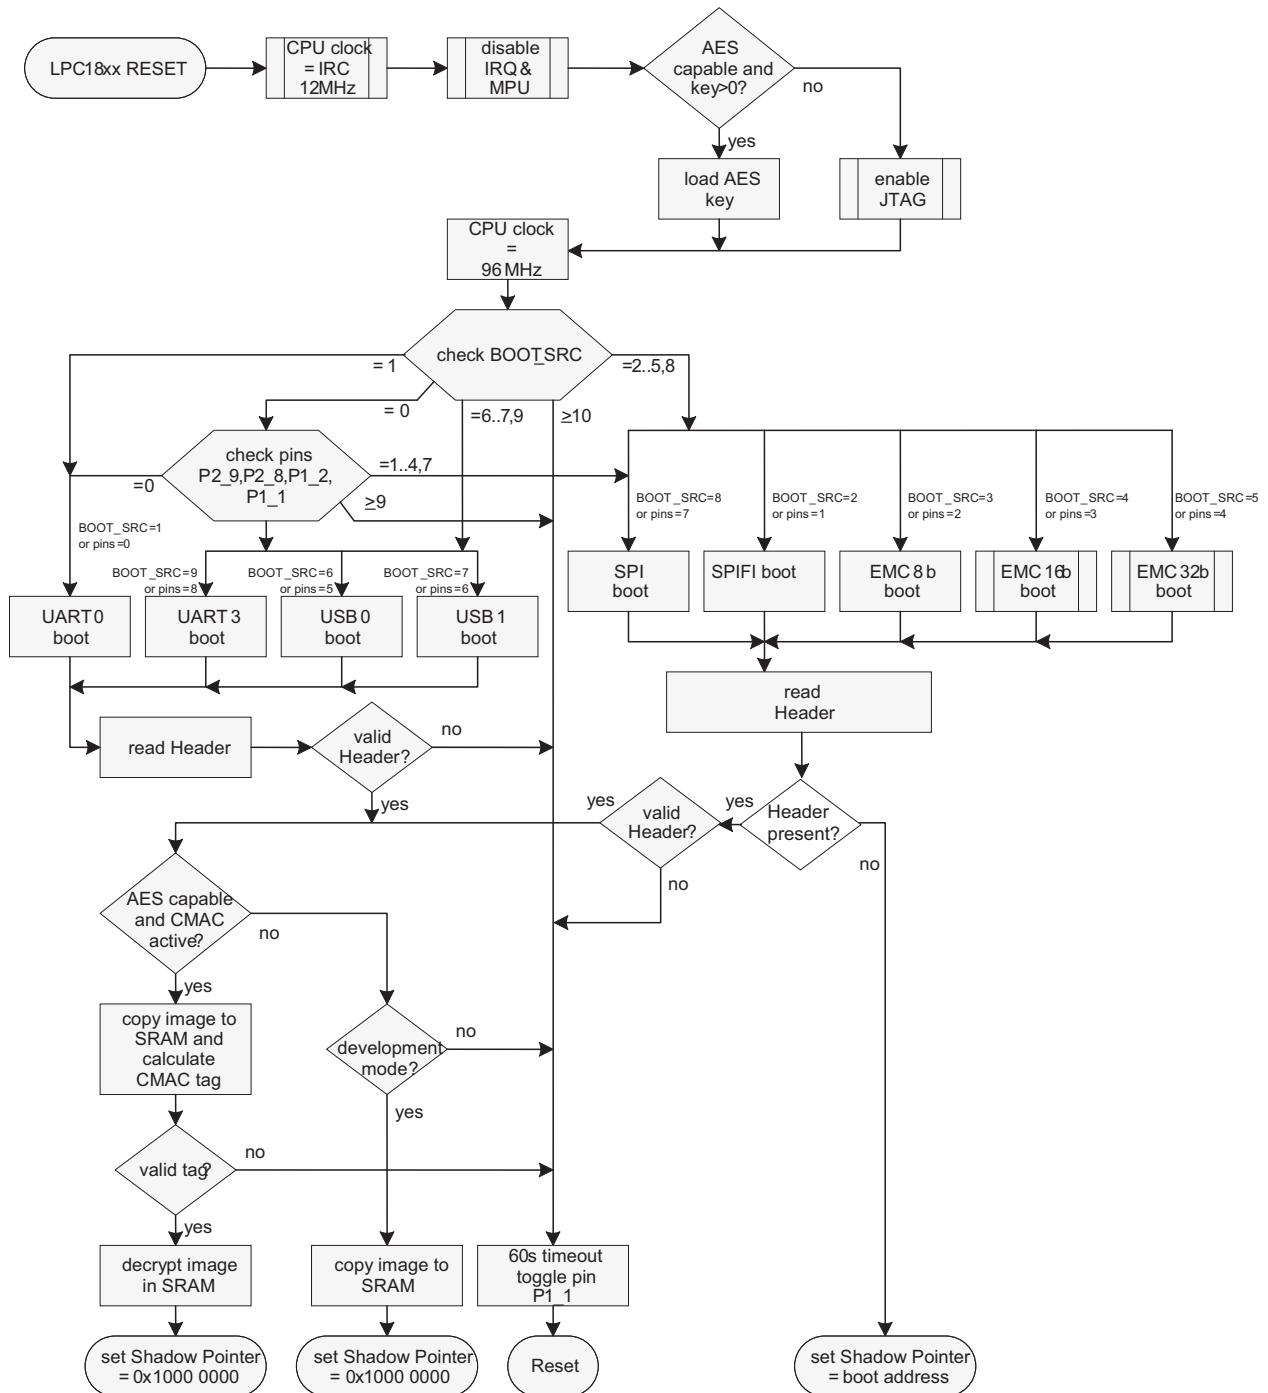 LPC18xx RESET
CPU clock
= IRC
12MHz
disable
IRQ &
MPU
AES
capable and
key>0?
no
yes
load AES
key
enable
JTAG
CPU clock
=
96 MHz
check BOOT_SRC
= 1
=2..5,8
= 0
=6..7,9
≥10
check pins
P2_9,P2_8,P1_2,
P1_1
=0
=1..4,7
≥9
BOOT_SRC=1
or pins=0
BOOT_SRC=9
or pins=8
BOOT_SRC=6
or pins=5
BOOT_SRC=7
or pins=6
BOOT_SRC=8
or pins=7
BOOT_SRC=2
or pins=1
BOOT_SRC=3
or pins=2
BOOT_SRC=4
or pins=3
BOOT_SRC=5
or pins=4
SPI
boot
SPIFI boot
EMC 8 b
boot
EMC 16b
boot
EMC 32b
boot
UART 0
boot
UART 3
boot
USB 0
boot
USB 1
boot
read
Header
read Header
valid
Header?
no
yes
yes
valid
Header?
yes
Header
present?
no
no
AES capable
and CMAC
active?
no
yes
copy image to
SRAM and
calculate
CMAC tag
development
mode?
no
yes
valid tag?
no
yes
decrypt image
in SRAM
copy image to
SRAM
60s timeout
toggle pin
P1_1
set Shadow Pointer
= 0x1000 0000
set Shadow Pointer
= 0x1000 0000
Reset
set Shadow Pointer
= boot address